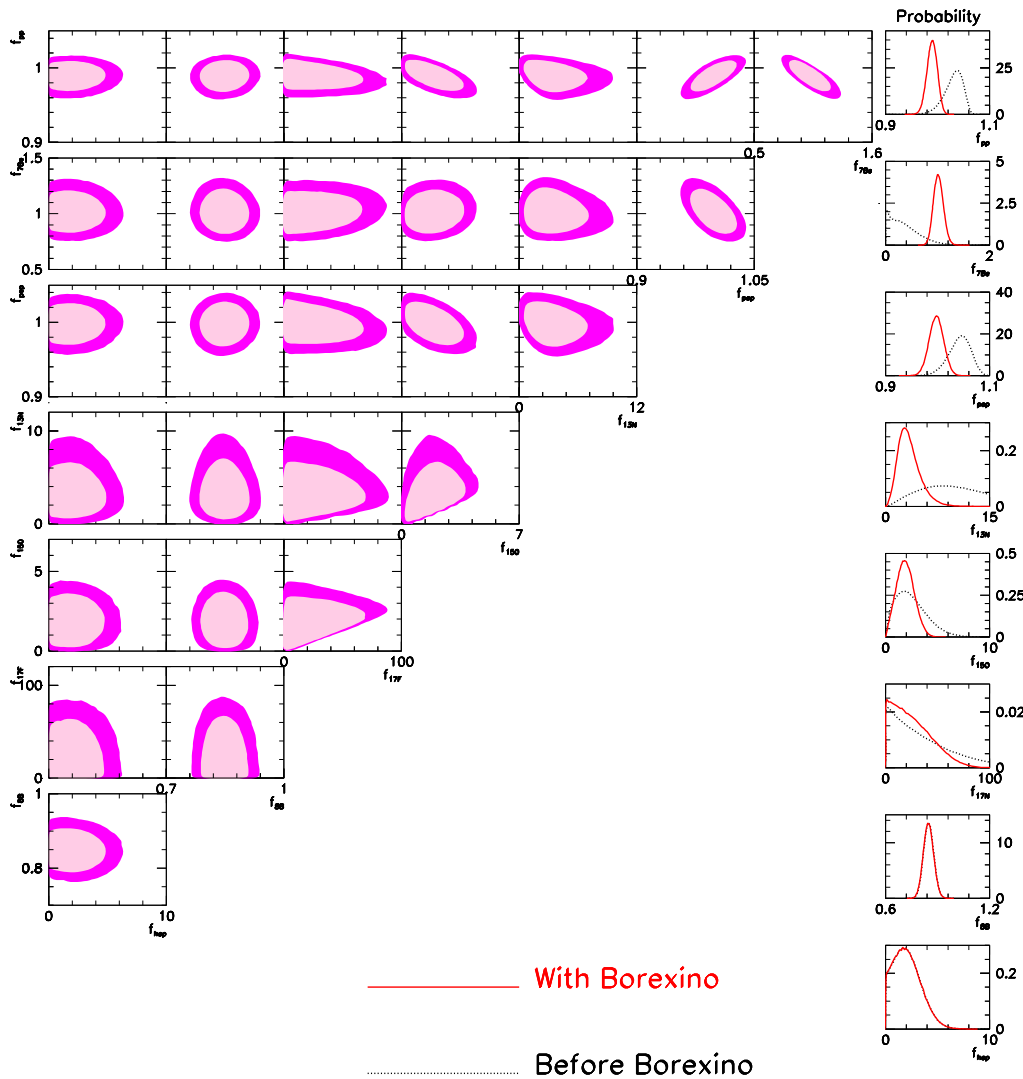 Probability
f_pp
1
0.9
0.5
1.6
f_7Be
25
0
0.9
1.1
f_pp
f_7Be
1.5
1
0.5
0.9
1.05
f_pep
5
2.5
0
0
2
f_7Be
f_pep
1
0.9
0
12
f_13N
40
20
0
0.9
1.1
f_pep
f_13N
10
0
0
7
f_15O
0.2
0
0
15
f_13N
f_15O
5
0
0
100
f_17F
0.5
0.25
0
0
10
f_15O
f_17F
100
0
0.7
1
f_8B
0.02
0
0
100
f_17N
f_8B
1
0.8
0
10
f_hep
10
0
0.6
1.2
f_8B
0.2
0
0
10
f_hep
With Borexino
Before Borexino